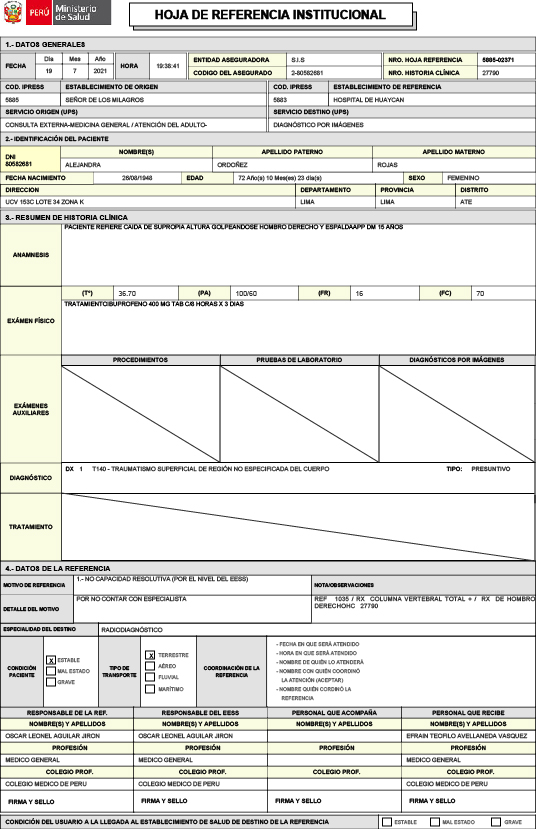 PERÚ Ministerio de Salud
HOJA DE REFERENCIA INSTITUCIONAL
1.- DATOS GENERALES
FECHA Día Mes Año HORA 19:38:41 ENTIDAD ASEGURADORA S.I.S NRO. HOJA REFERENCIA 5885-02371
19 7 2021 CODIGO DEL ASEGURADO 2-80582681 NRO. HISTORIA CLÍNICA 27790
COD. IPRESS ESTABLECIMIENTO DE ORIGEN COD. IPRESS ESTABLECIMIENTO DE REFERENCIA
5885 SEÑOR DE LOS MILAGROS 5883 HOSPITAL DE HUAYCAN
SERVICIO ORIGEN (UPS) SERVICIO DESTINO (UPS)
CONSULTA EXTERNA-MEDICINA GENERAL / ATENCIÓN DEL ADULTO- DIAGNÓSTICO POR IMÁGENES
2.- IDENTIFICACIÓN DEL PACIENTE
DNI 80582681 NOMBRE(S) APELLIDO PATERNO APELLIDO MATERNO
ALEJANDRA ORDOÑEZ ROJAS
FECHA NACIMIENTO 26/08/1948 EDAD 72 Año(s) 10 Mes(es) 23 día(s) SEXO FEMENINO
DIRECCION DEPARTAMENTO PROVINCIA DISTRITO
UCV 153C LOTE 34 ZONA K LIMA LIMA ATE
3.- RESUMEN DE HISTORIA CLÍNICA
ANAMNESIS PACIENTE REFIERE CAIDA DE SUPROPIA ALTURA GOLPEANDOSE HOMBRO DERECHO Y ESPALDAAPP DM 15 AÑOS
(Tº) 36.70 (PA) 100/60 (FR) 16 (FC) 70
EXÁMEN FÍSICO TRATAMIENTCIBUPROFENO 400 MG TAB C/8 HORAS X 3 DIAS
EXÁMENES AUXILIARES PROCEDIMIENTOS PRUEBAS DE LABORATORIO DIAGNÓSTICOS POR IMÁGENES
DIAGNÓSTICO DX 1 T140 - TRAUMATISMO SUPERFICIAL DE REGIÓN NO ESPECIFICADA DEL CUERPO TIPO: PRESUNTIVO
TRATAMIENTO
4.- DATOS DE LA REFERENCIA
MOTIVO DE REFERENCIA 1.- NO CAPACIDAD RESOLUTIVA (POR EL NIVEL DEL EESS) NOTA/OBSERVACIONES
DETALLE DEL MOTIVO POR NO CONTAR CON ESPECIALISTA REF 1035 / RX COLUMNA VERTEBRAL TOTAL + / RX DE HOMBRO
DERECHOHC 27790
ESPECIALIDAD DEL DESTINO RADIODIAGNÓSTICO
CONDICIÓN PACIENTE
X ESTABLE
MAL ESTADO
GRAVE
TIPO DE TRANSPORTE
X TERRESTRE
AÉREO
FLUVIAL
MARÍTIMO
COORDINACIÓN DE LA REFERENCIA
- FECHA EN QUE SERÁ ATENDIDO
- HORA EN QUE SERÁ ATENDIDO
- NOMBRE DE QUIÉN LO ATENDERÁ
- NOMBRE CON QUIÉN COORDINÓ
LA ATENCIÓN (ACEPTAR)
- NOMBRE QUIÉN CORDINÓ LA
REFERENCIA
RESPONSABLE DE LA REF. RESPONSABLE DEL EESS PERSONAL QUE ACOMPAÑA PERSONAL QUE RECIBE
NOMBRE(S) Y APELLIDOS NOMBRE(S) Y APELLIDOS NOMBRE(S) Y APELLIDOS NOMBRE(S) Y APELLIDOS
OSCAR LEONEL AGUILAR JIRON OSCAR LEONEL AGUILAR JIRON EFRAIN TEOFILO AVELLANEDA VASQUEZ
PROFESIÓN PROFESIÓN PROFESIÓN PROFESIÓN
MEDICO GENERAL MEDICO GENERAL MEDICO GENERAL
COLEGIO PROF. COLEGIO PROF. COLEGIO PROF. COLEGIO PROF.
COLEGIO MEDICO DE PERU COLEGIO MEDICO DE PERU COLEGIO MEDICO DE PERU
FIRMA Y SELLO FIRMA Y SELLO FIRMA Y SELLO FIRMA Y SELLO
CONDICIÓN DEL USUARIO A LA LLEGADA AL ESTABLECIMIENTO DE SALUD DE DESTINO DE LA REFERENCIA ESTABLE MAL ESTADO GRAVE